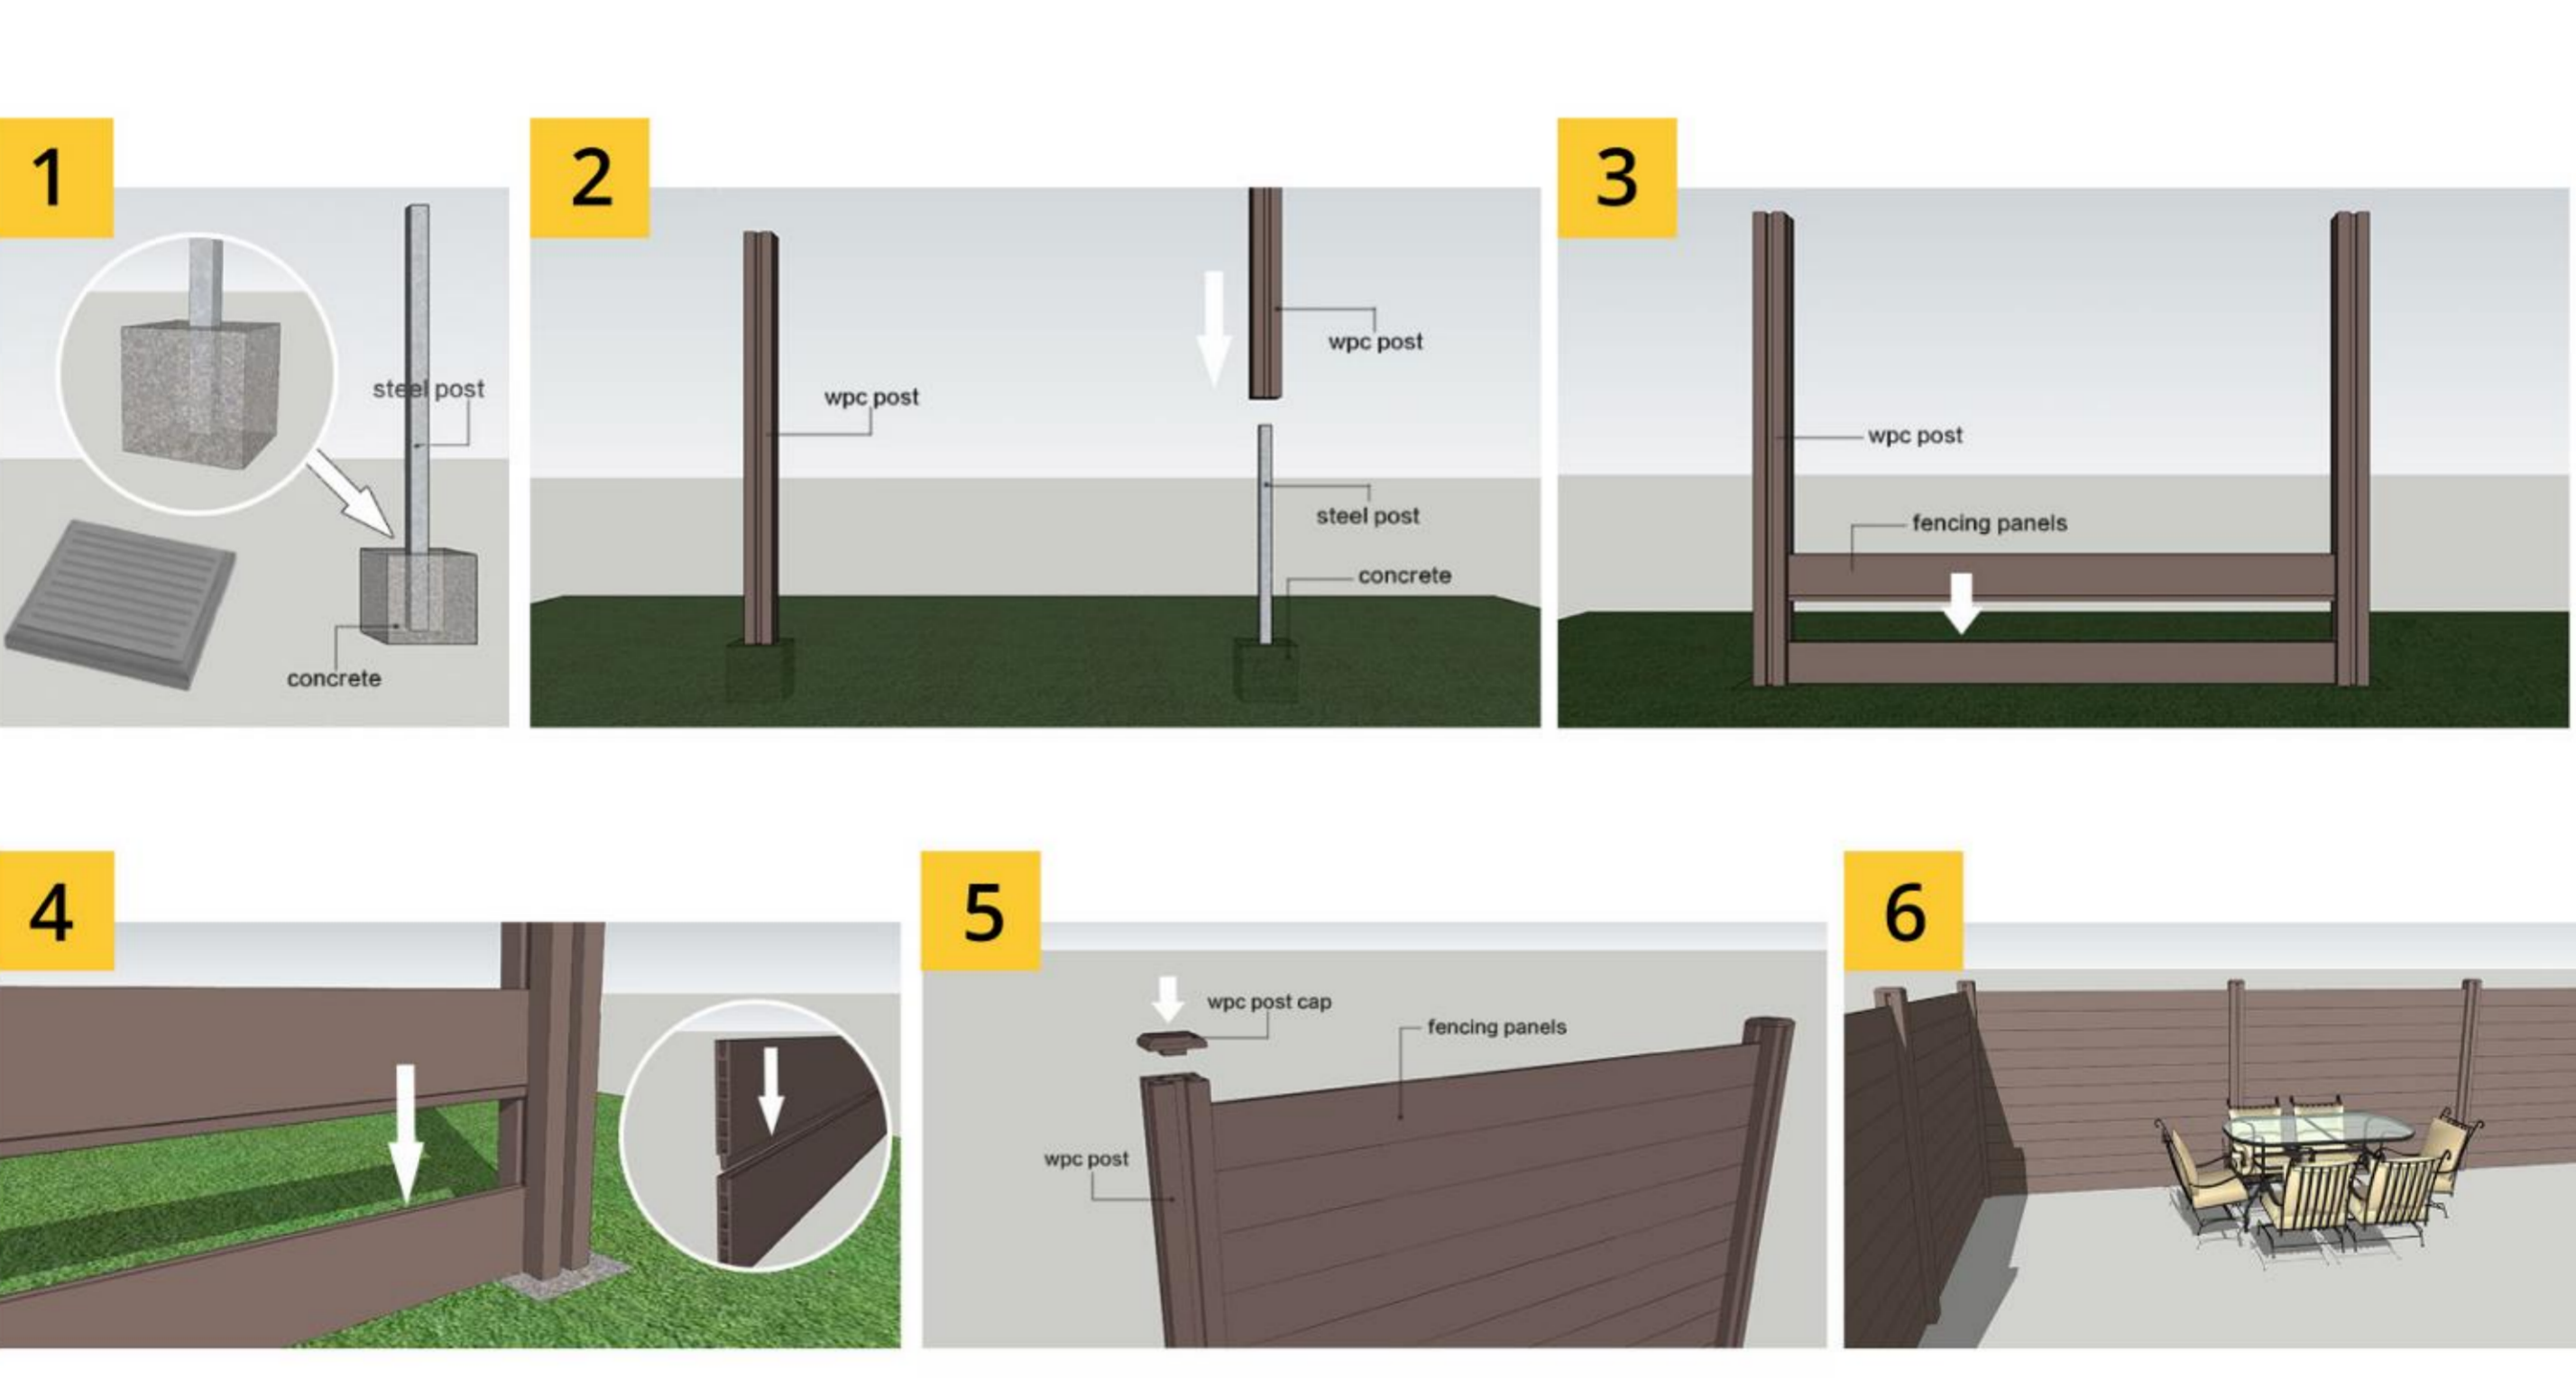 1
steel post
concrete
2
wpc post
wpc post
steel post
concrete
3
wpc post
fencing panels
4
5
wpc post cap
fencing panels
wpc post
6